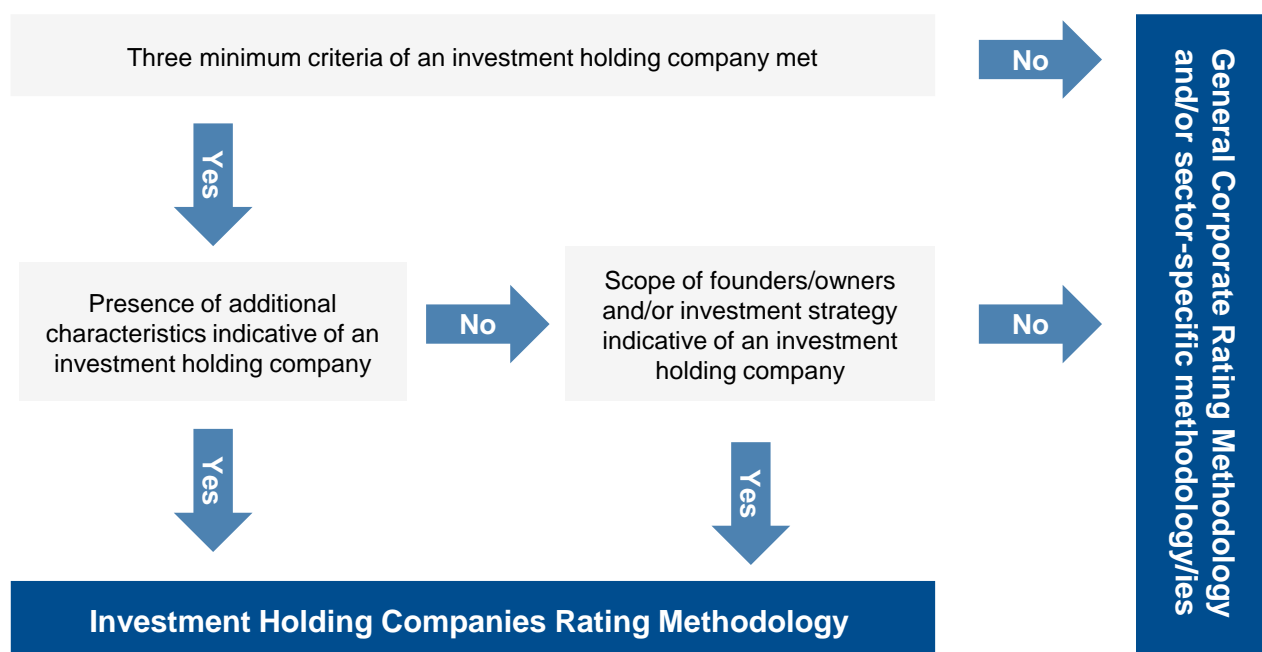 Three minimum criteria of an investment holding company met
No
Yes
Presence of additional
characteristics indicative of an
investment holding company
No
Scope of founders/owners
and/or investment strategy
indicative of an investment
holding company
No
Yes
Yes
Investment Holding Companies Rating Methodology
General Corporate Rating Methodology
and/or sector-specific methodology/ies